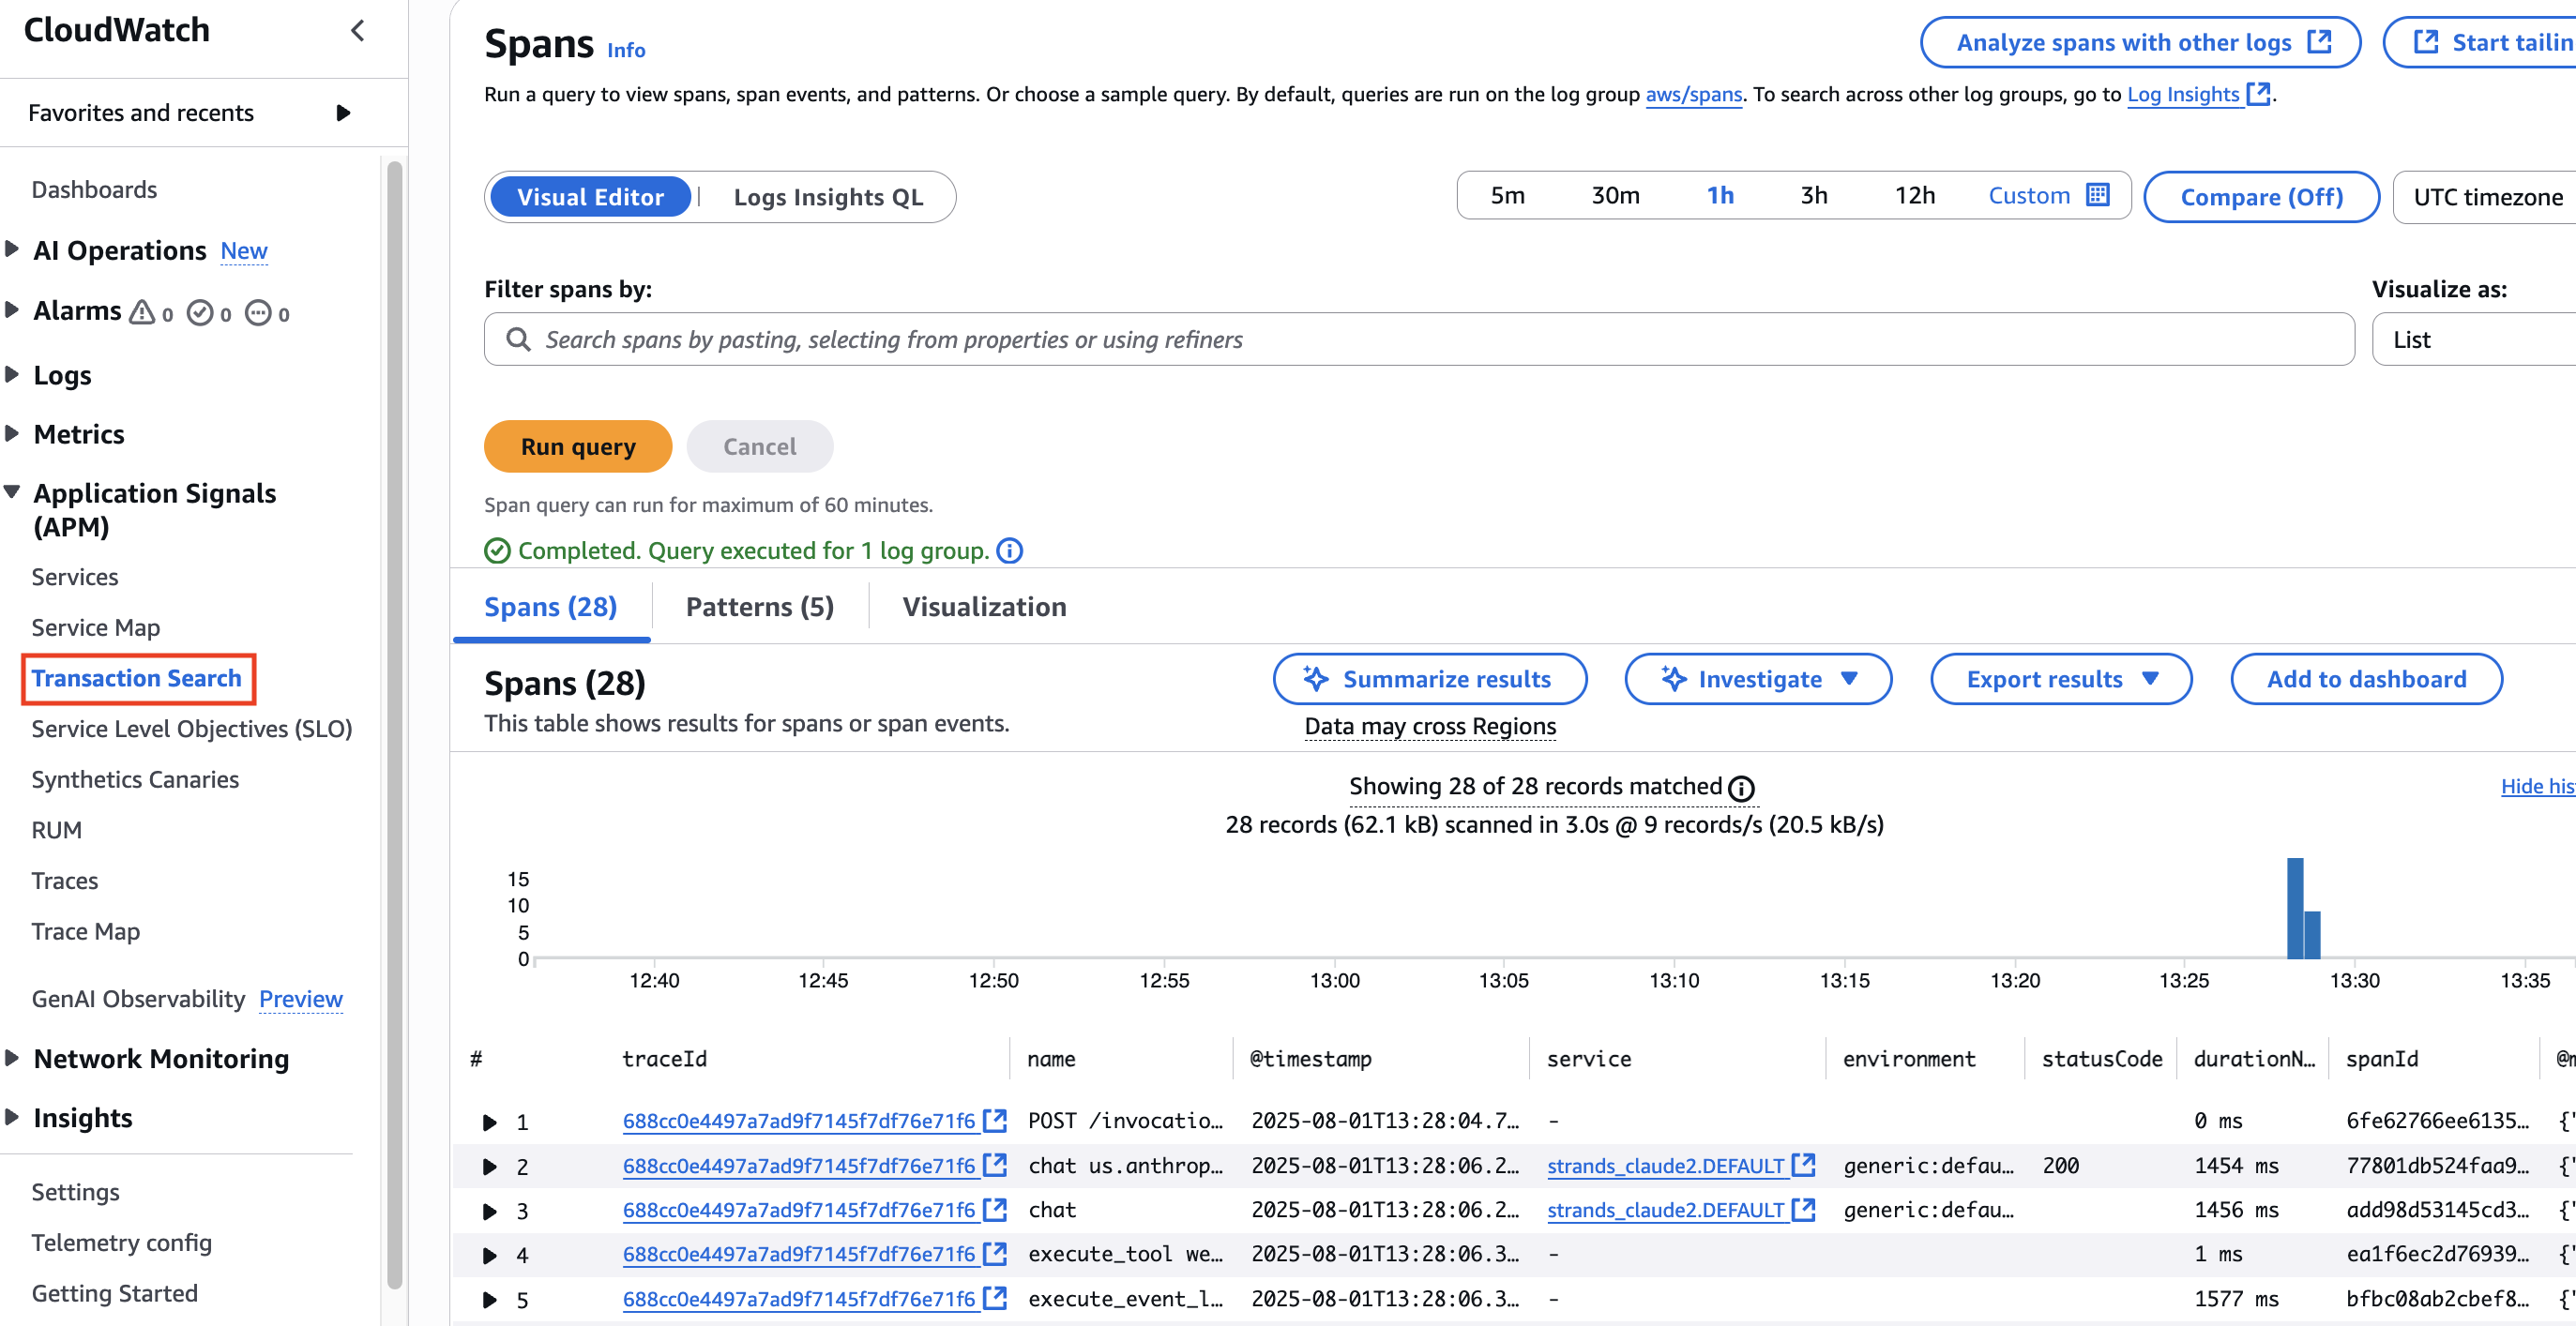 CloudWatch
Favorites and recents
Dashboards
AI Operations New
Alarms 0 0 0
Logs
Metrics
Application Signals
(APM)
Services
Service Map
Transaction Search
Service Level Objectives (SLO)
Synthetics Canaries
RUM
Traces
Trace Map
GenAI Observability Preview
Network Monitoring
Insights
Settings
Telemetry config
Getting Started
Spans Info
Analyze spans with other logs
Start tailin
Run a query to view spans, span events, and patterns. Or choose a sample query. By default, queries are run on the log group aws/spans. To search across other log groups, go to Log Insights.
Visual Editor Logs Insights QL
5m 30m 1h 3h 12h Custom Compare (Off) UTC timezone
Filter spans by: Visualize as:
Search spans by pasting, selecting from properties or using refiners List
Run query Cancel
Span query can run for maximum of 60 minutes.
Completed. Query executed for 1 log group.
Spans (28) Patterns (5) Visualization
Spans (28) Summarize results Investigate Export results Add to dashboard
This table shows results for spans or span events. Data may cross Regions
Showing 28 of 28 records matched Hide his
28 records (62.1 kB) scanned in 3.0s @ 9 records/s (20.5 kB/s)
15
10
5
0
12:40 12:45 12:50 12:55 13:00 13:05 13:10 13:15 13:20 13:25 13:30 13:35
# traceId name @timestamp service environment statusCode durationN… spanId @m
1 688cc0e4497a7ad9f7145f7df76e71f6 POST /invocatio… 2025-08-01T13:28:04.7… - 0 ms 6fe62766ee6135… {"
2 688cc0e4497a7ad9f7145f7df76e71f6 chat us.anthrop… 2025-08-01T13:28:06.2… strands_claude2.DEFAULT generic:defau… 200 1454 ms 77801db524faa9… {"
3 688cc0e4497a7ad9f7145f7df76e71f6 chat 2025-08-01T13:28:06.2… strands_claude2.DEFAULT generic:defau… 1456 ms add98d53145cd3… {"
4 688cc0e4497a7ad9f7145f7df76e71f6 execute_tool we… 2025-08-01T13:28:06.3… - 1 ms ea1f6ec2d76939… {"
5 688cc0e4497a7ad9f7145f7df76e71f6 execute_event_l… 2025-08-01T13:28:06.3… - 1577 ms bfbc08ab2cbef8… {"